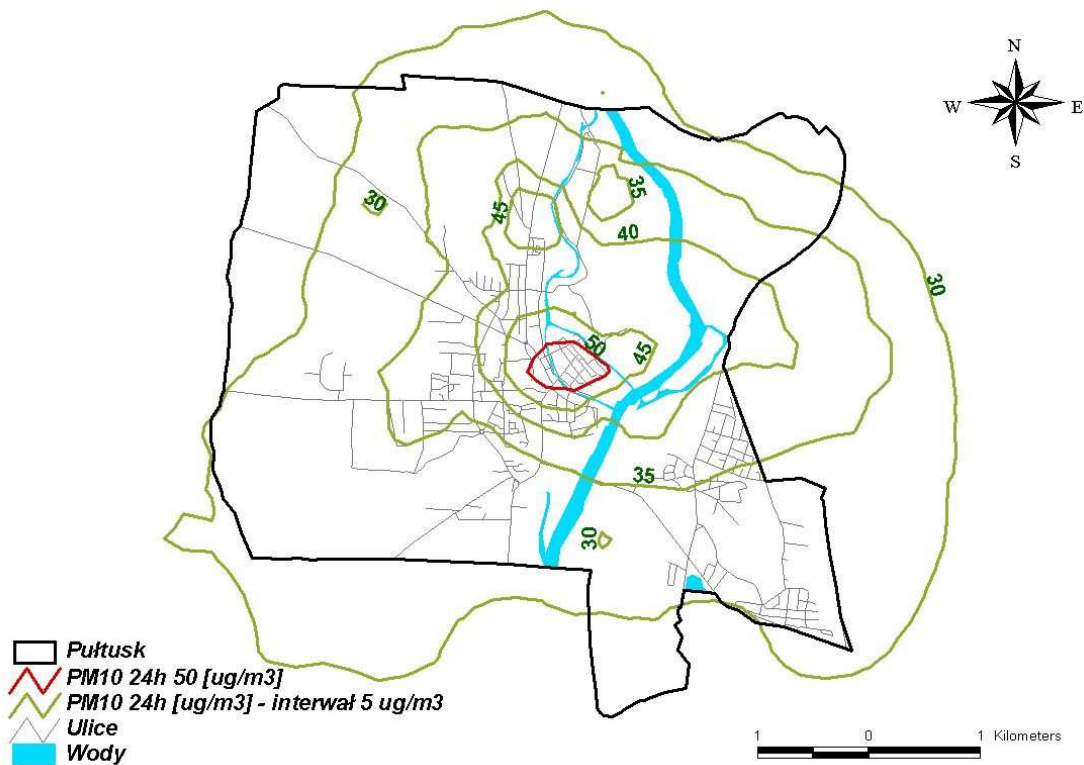 N
W E
S
30
45
35
40
30
50
45
35
30
Pułtusk
PM10 24h 50 [ug/m3]
PM10 24h [ug/m3] - interwał 5 ug/m3
Ulice
Wody
1 0 1 Kilometers